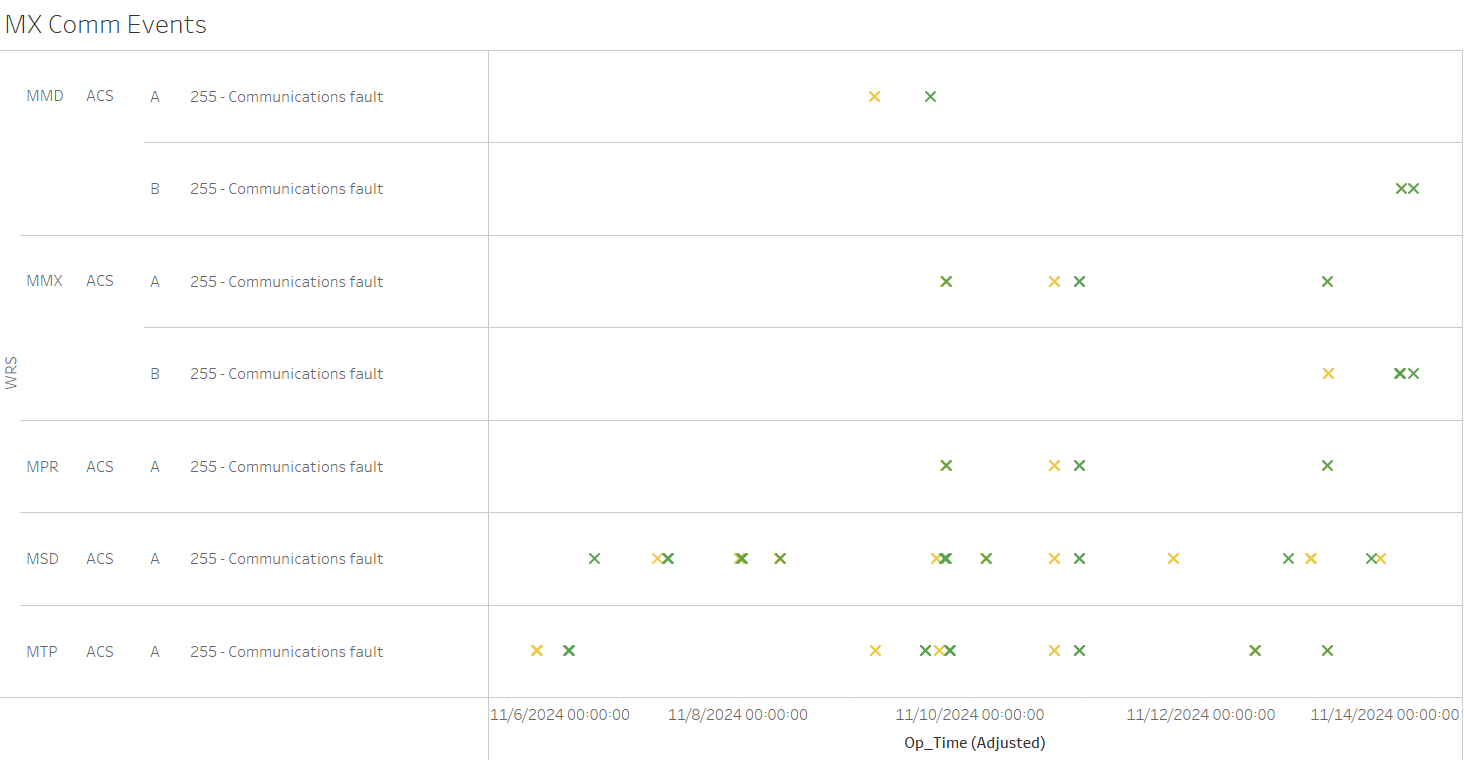 MX Comm Events
MMD ACS A 255 - Communications fault
B 255 - Communications fault
MMX ACS A 255 - Communications fault
WRS
B 255 - Communications fault
MPR ACS A 255 - Communications fault
MSD ACS A 255 - Communications fault
MTP ACS A 255 - Communications fault
11/6/2024 00:00:00 11/8/2024 00:00:00 11/10/2024 00:00:00 11/12/2024 00:00:00 11/14/2024 00:00:00
Op_Time (Adjusted)